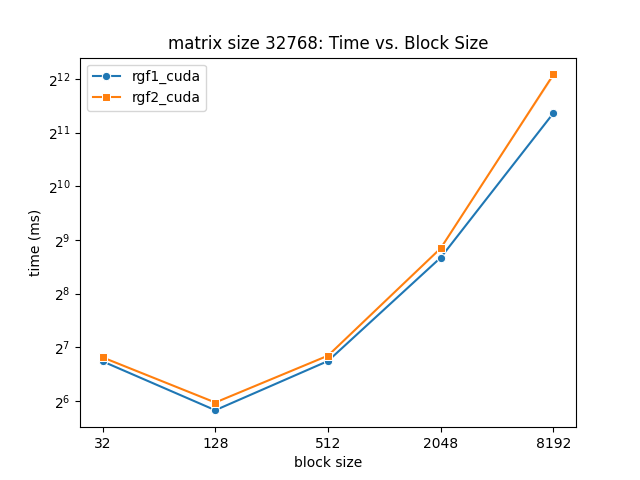 matrix size 32768: Time vs. Block Size
rgf1_cuda
rgf2_cuda
2^12
2^11
2^10
2^9
2^8
2^7
2^6
time (ms)
32 128 512 2048 8192
block size